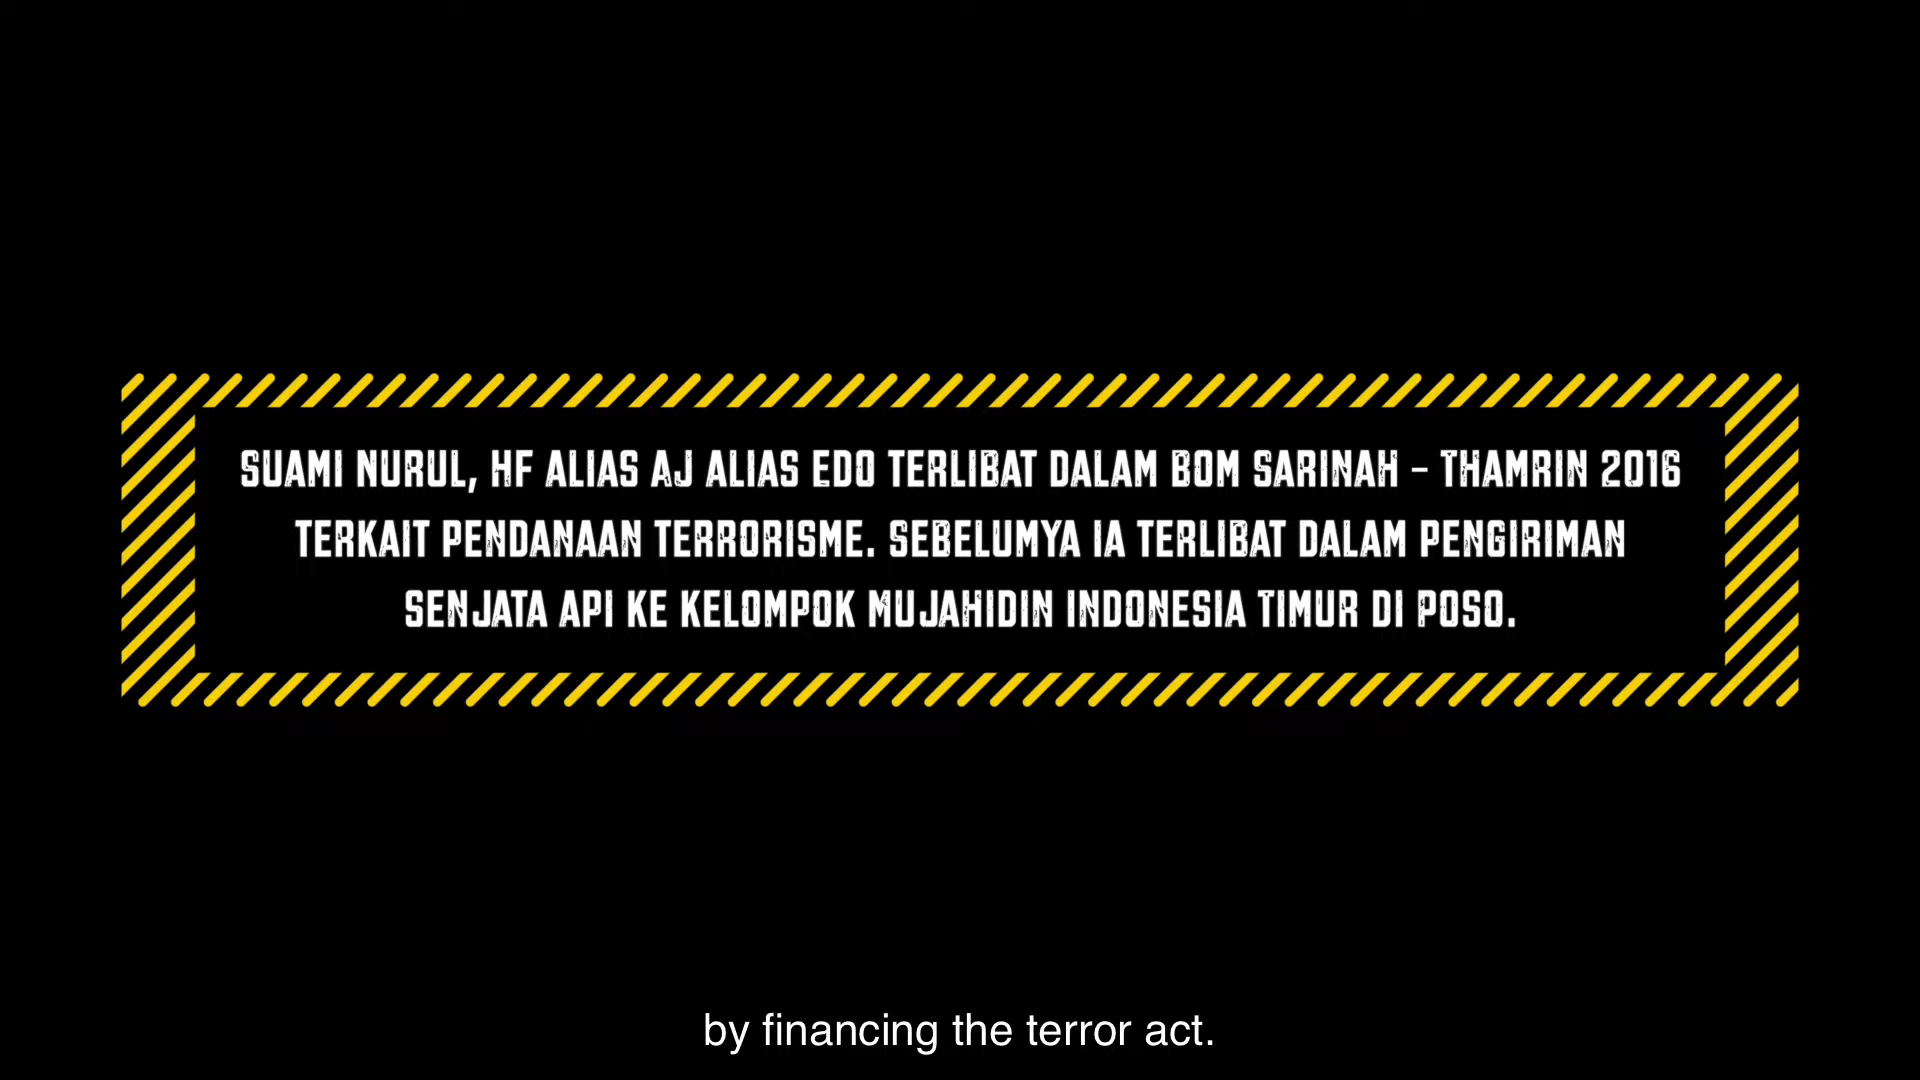 SUAMI NURUL, HF ALIAS AJ ALIAS EDO TERLIBAT DALAM BOM SARINAH – THAMRIN 2016
TERKAIT PENDANAAN TERRORISME. SEBELUMYA IA TERLIBAT DALAM PENGIRIMAN
SENJATA API KE KELOMPOK MUJAHIDIN INDONESIA TIMUR DI POSO.
by financing the terror act.